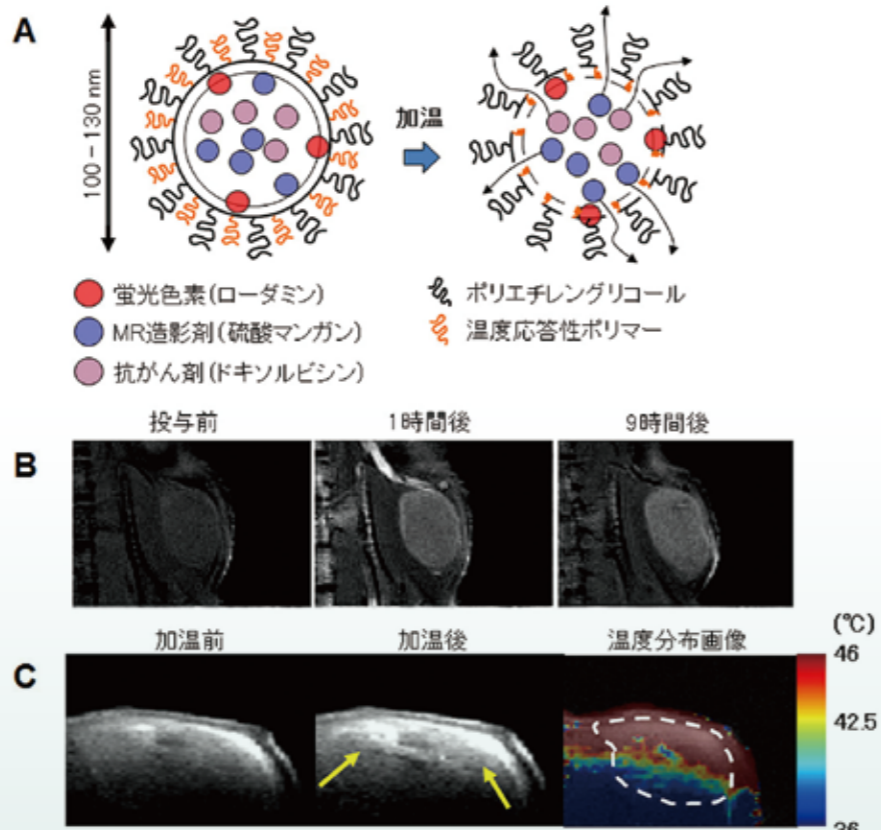 A
100 – 130 nm
加温
蛍光色素(ローダミン)
MR造影剤(硫酸マンガン)
抗がん剤(ドキソルビシン)
ポリエチレングリコール
温度応答性ポリマー
投与前
1時間後
9時間後
B
(℃)
加温前
加温後
温度分布画像
46
C
42.5
36